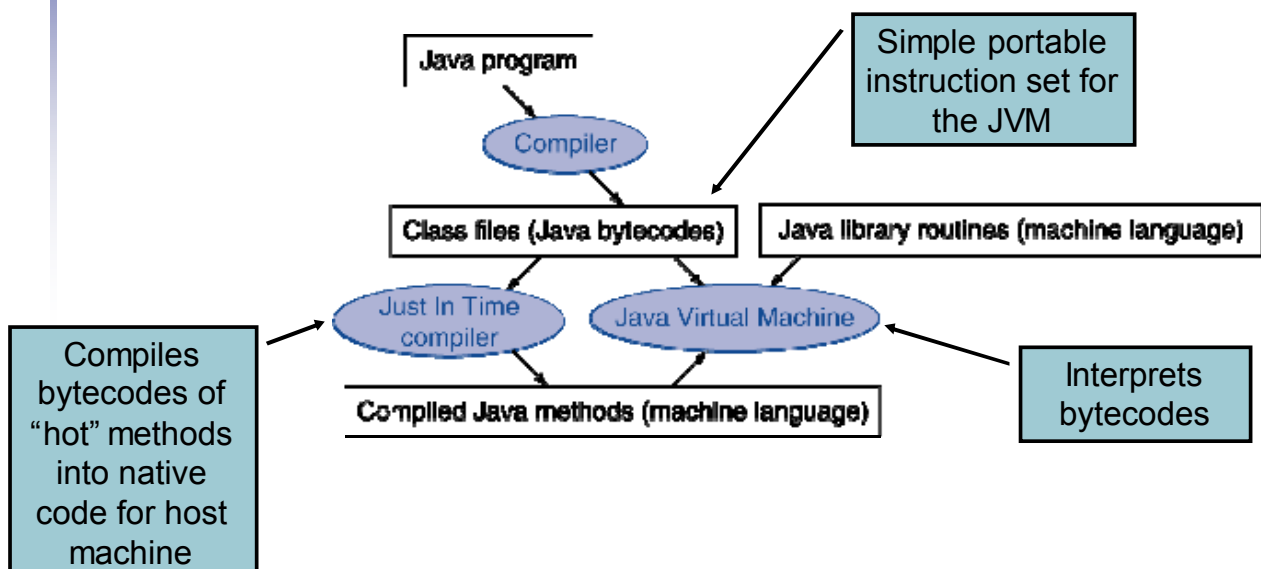 Java program
Simple portable
instruction set for
the JVM
Compiler
Class files (Java bytecodes)
Java library routines (machine language)
Just In Time
compiler
Java Virtual Machine
Compiles
bytecodes of
“hot” methods
into native
code for host
machine
Interprets
bytecodes
Compiled Java methods (machine language)